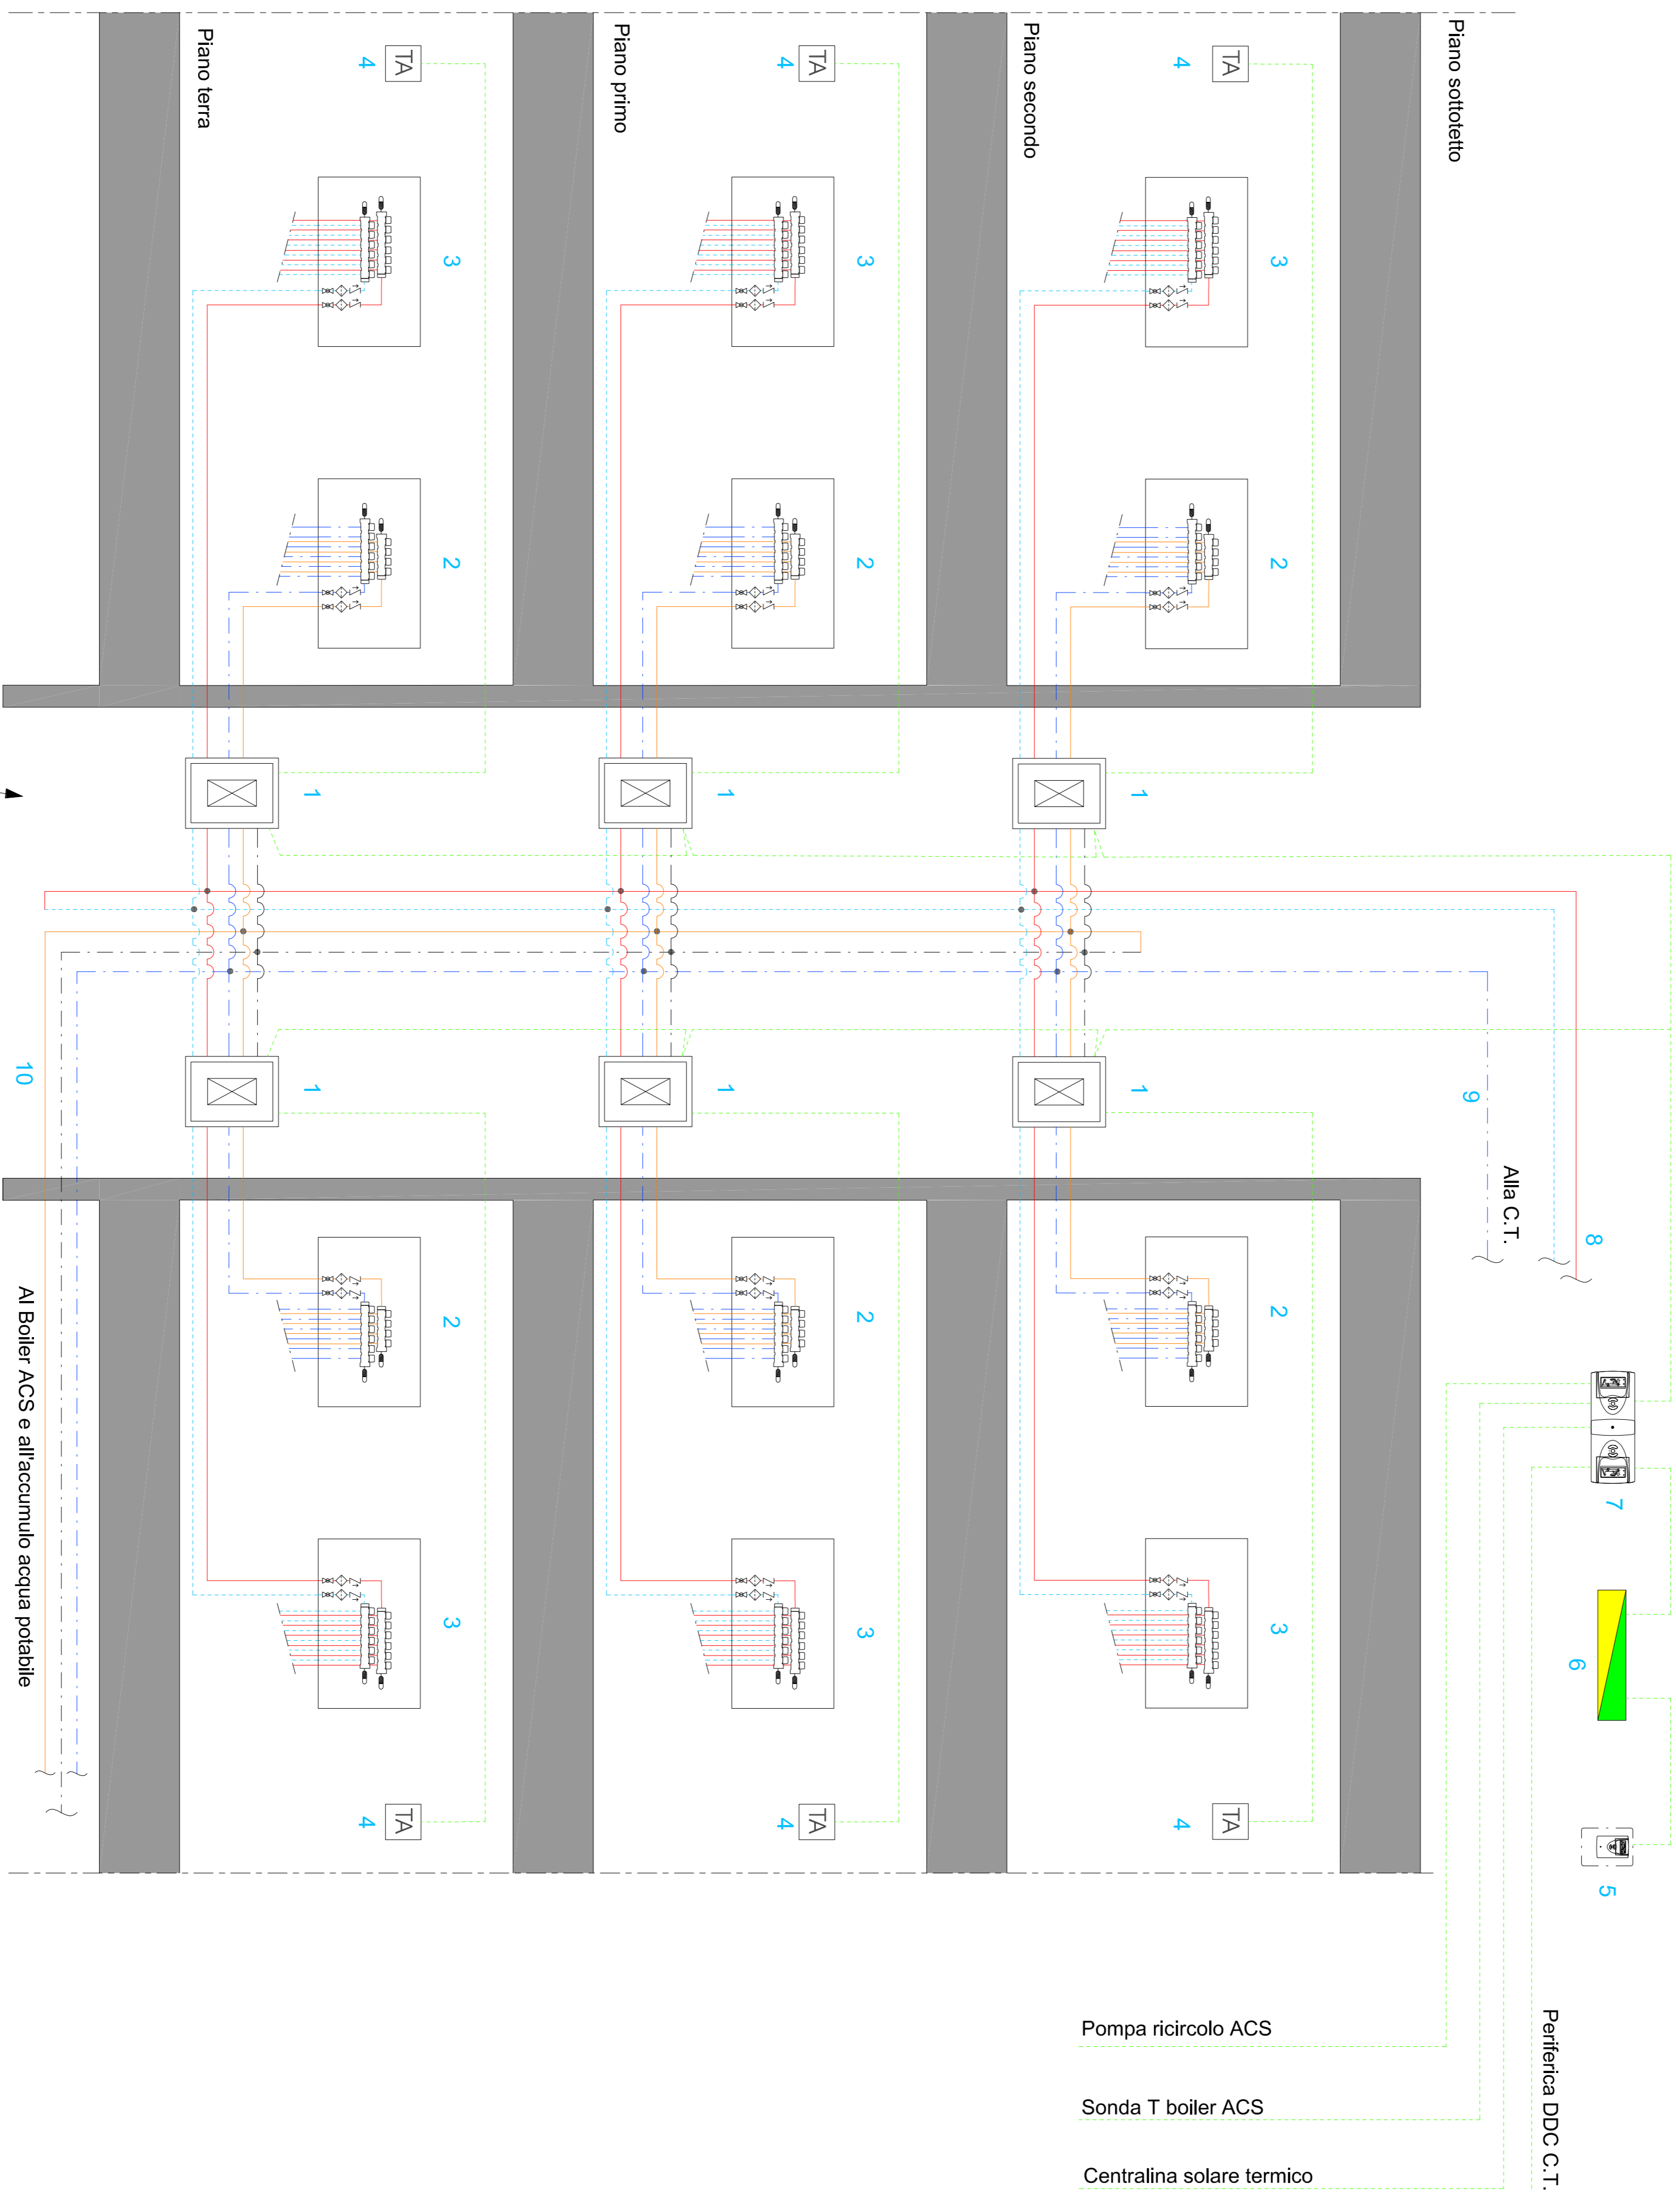 Piano sottotetto
8
Alla C.T.
9
7
6
5
Periferica DDC C.T.
Pompa ricircolo ACS
Sonda T boiler ACS
Centralina solare termico
Piano secondo
TA
4
3
2
1
1
2
3
TA
4
Piano primo
TA
4
3
2
1
1
2
3
TA
4
Piano terra
TA
4
3
2
1
1
2
3
TA
4
10
Al Boiler ACS e all'accumulo acqua potabile